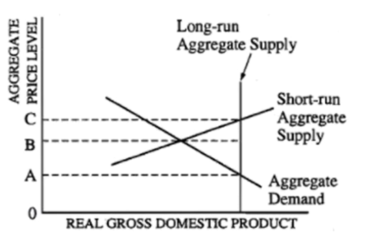 Long-run
Aggregate Supply
AGGREGATE
PRICE LEVEL
Short-run
Aggregate
Supply
C
B
A
Aggregate
Demand
0
REAL GROSS DOMESTIC PRODUCT